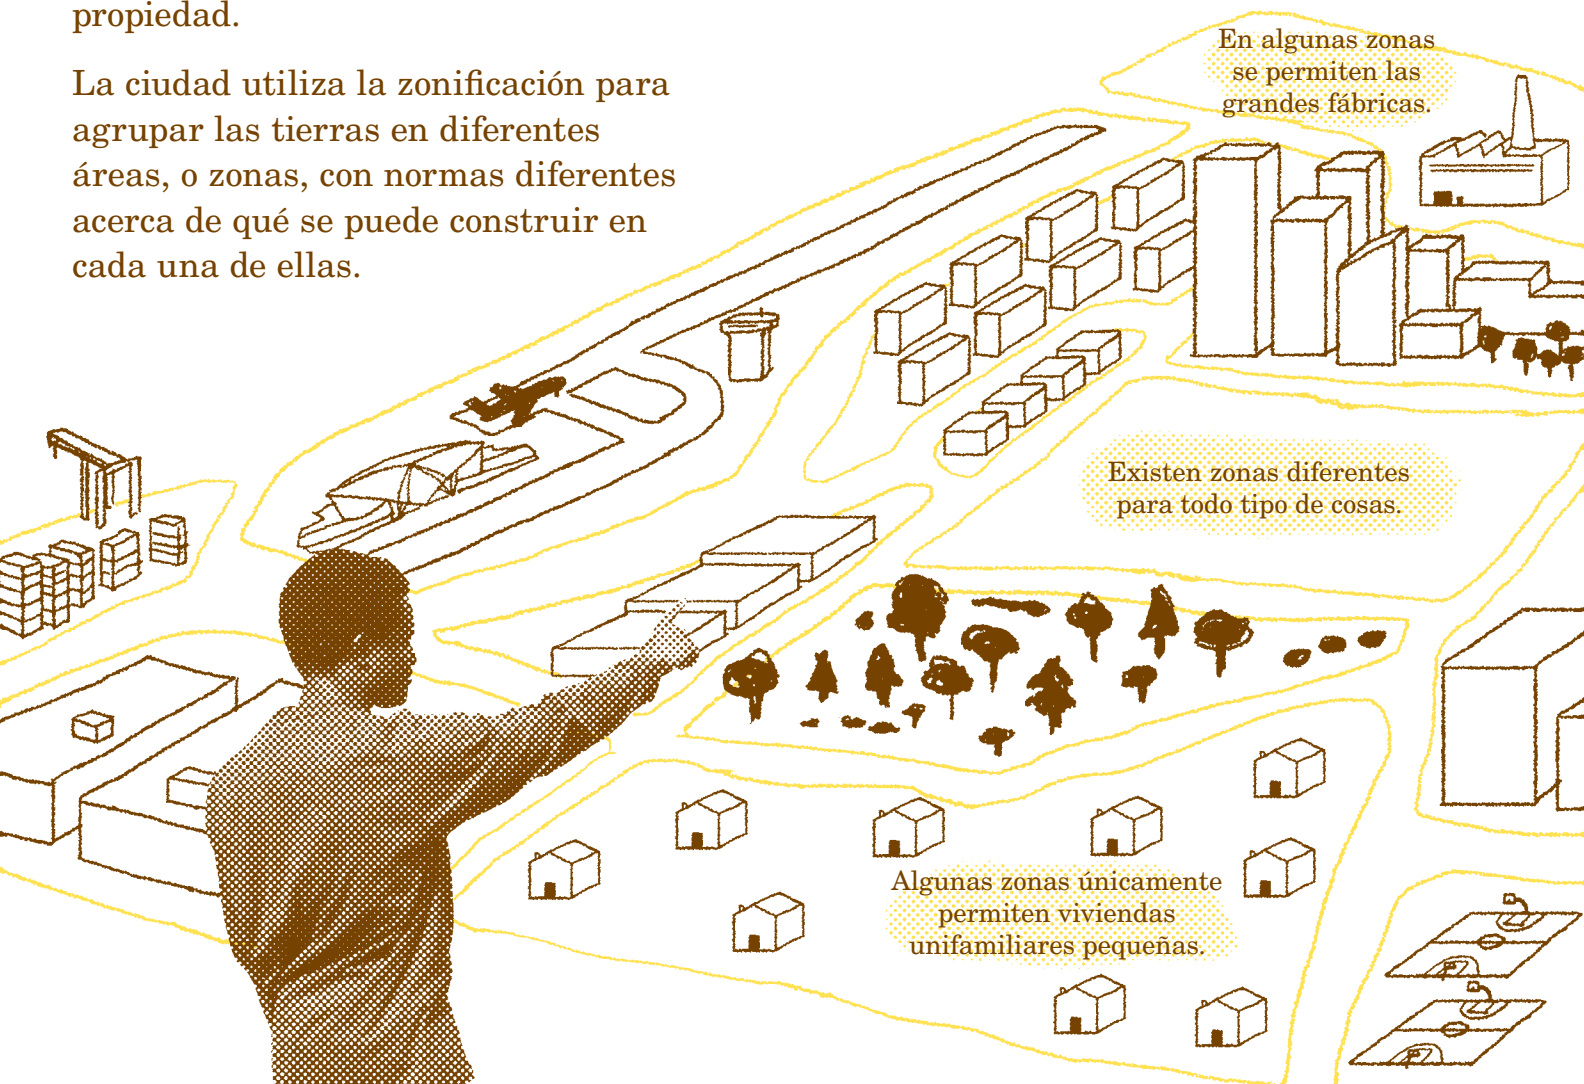 propiedad.
La ciudad utiliza la zonificación para
agrupar las tierras en diferentes
áreas, o zonas, con normas diferentes
acerca de qué se puede construir en
cada una de ellas.
En algunas zonas
se permiten las
grandes fábricas.
Existen zonas diferentes
para todo tipo de cosas.
Algunas zonas únicamente
permiten viviendas
unifamiliares pequeñas.